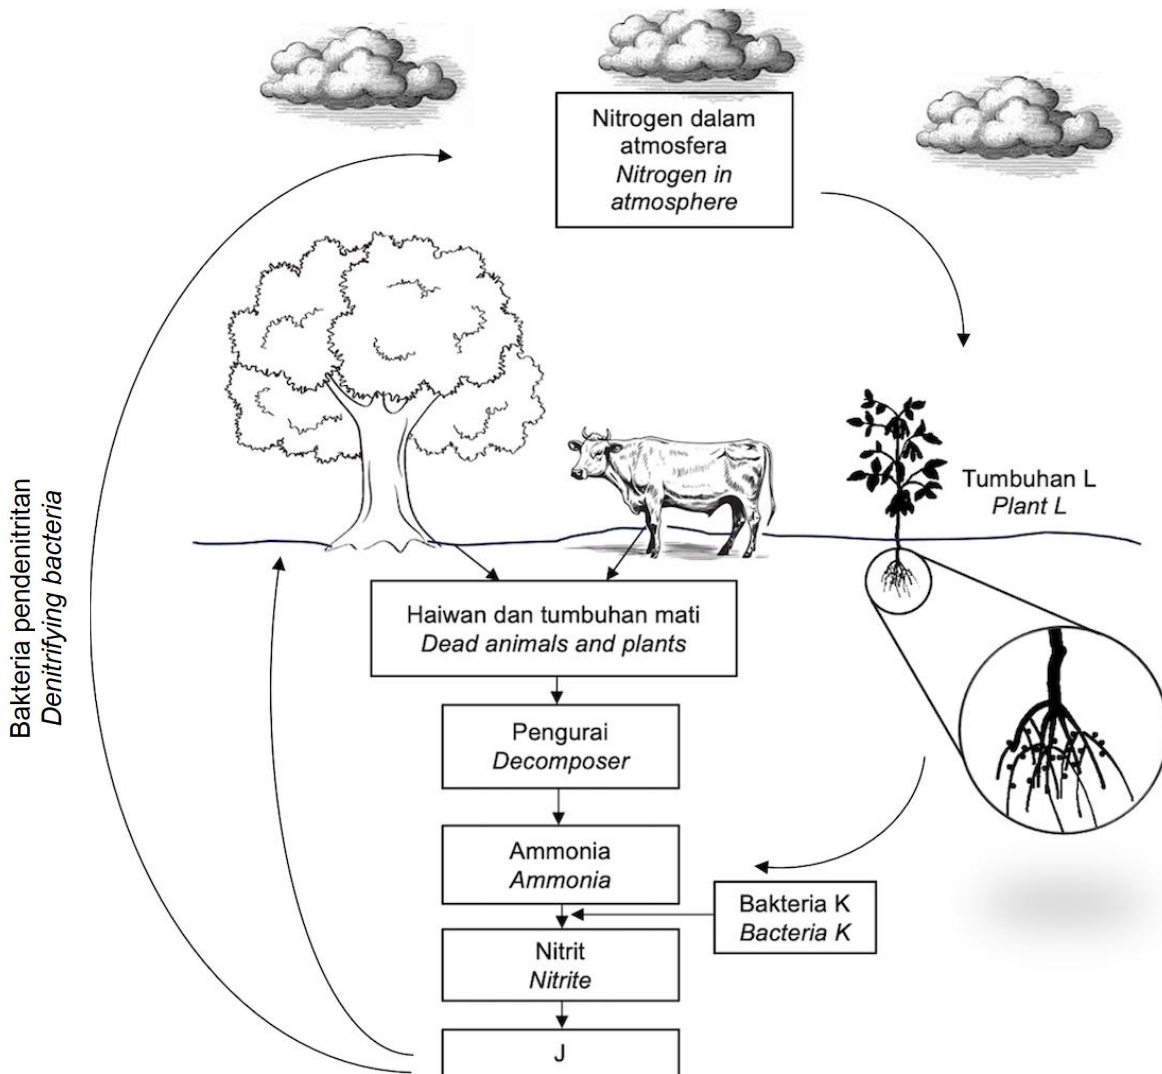 Nitrogen dalam
atmosfera
Nitrogen in
atmosphere
Bakteria pendenitritan
Denitrifying bacteria
Tumbuhan L
Plant L
Haiwan dan tumbuhan mati
Dead animals and plants
Pengurai
Decomposer
Ammonia
Ammonia
Bakteria K
Bacteria K
Nitrit
Nitrite
J